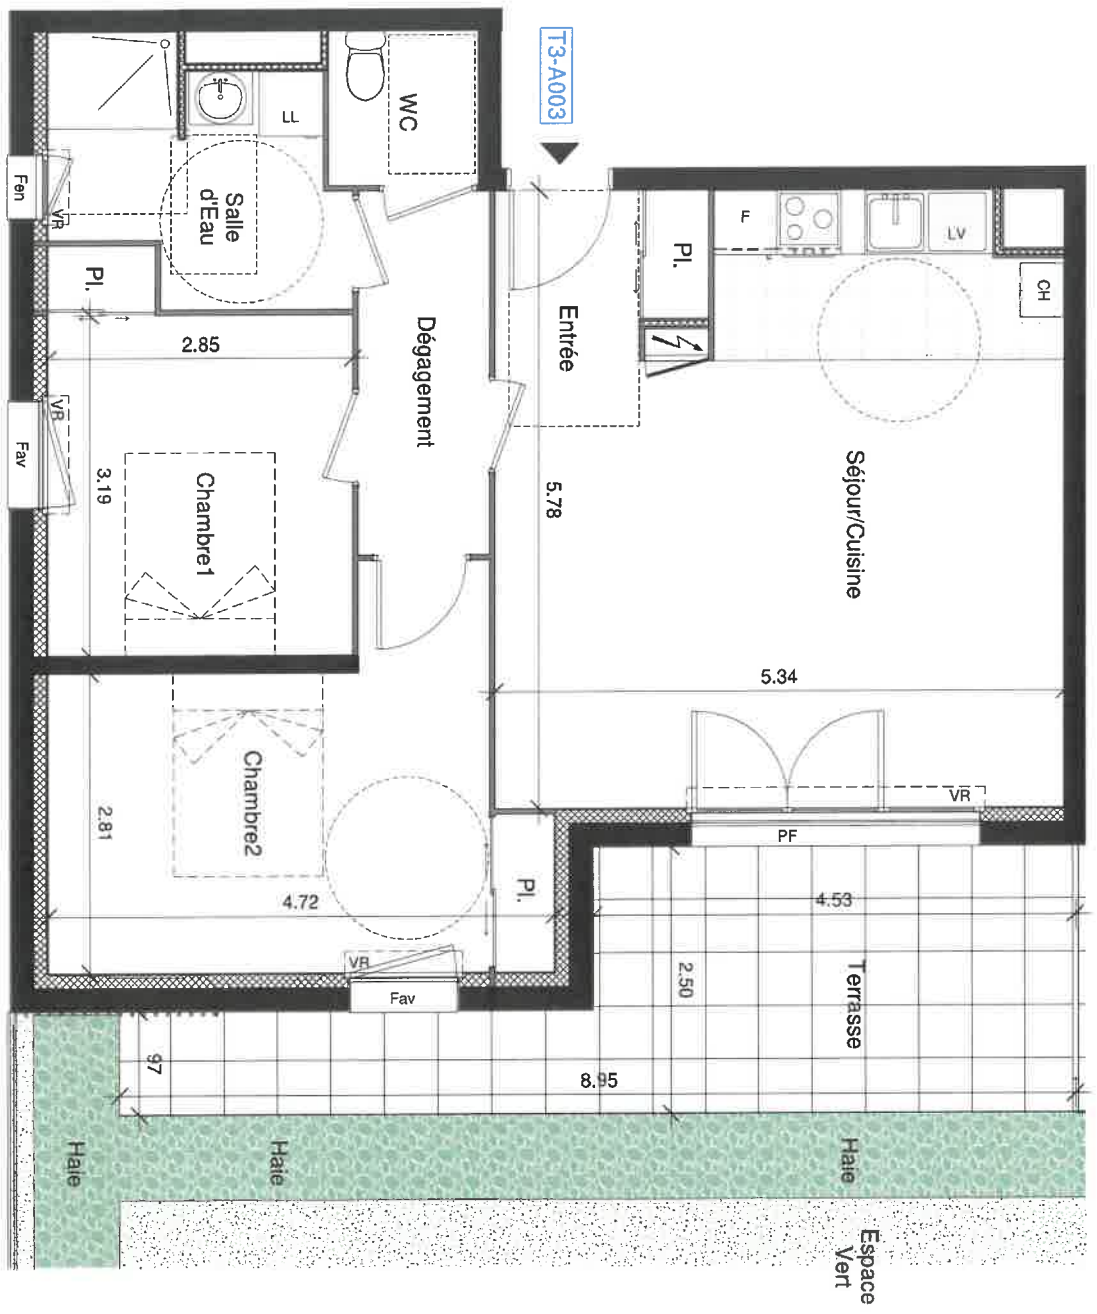 T3-A003
WC
LL
Salle
d'Eau
Fen
VR
Pl.
Dégagement
Entrée
Pl.
F
LV
CH
Séjour/Cuisine
2.85
3.19
Chambre1
VR
Fav
5.78
5.34
VR
PF
Chambre2
2.81
4.72
Pl.
VR
Fav
4.53
2.50
Terrasse
97
8.95
Haie
Haie
Haie
Espace
Vert